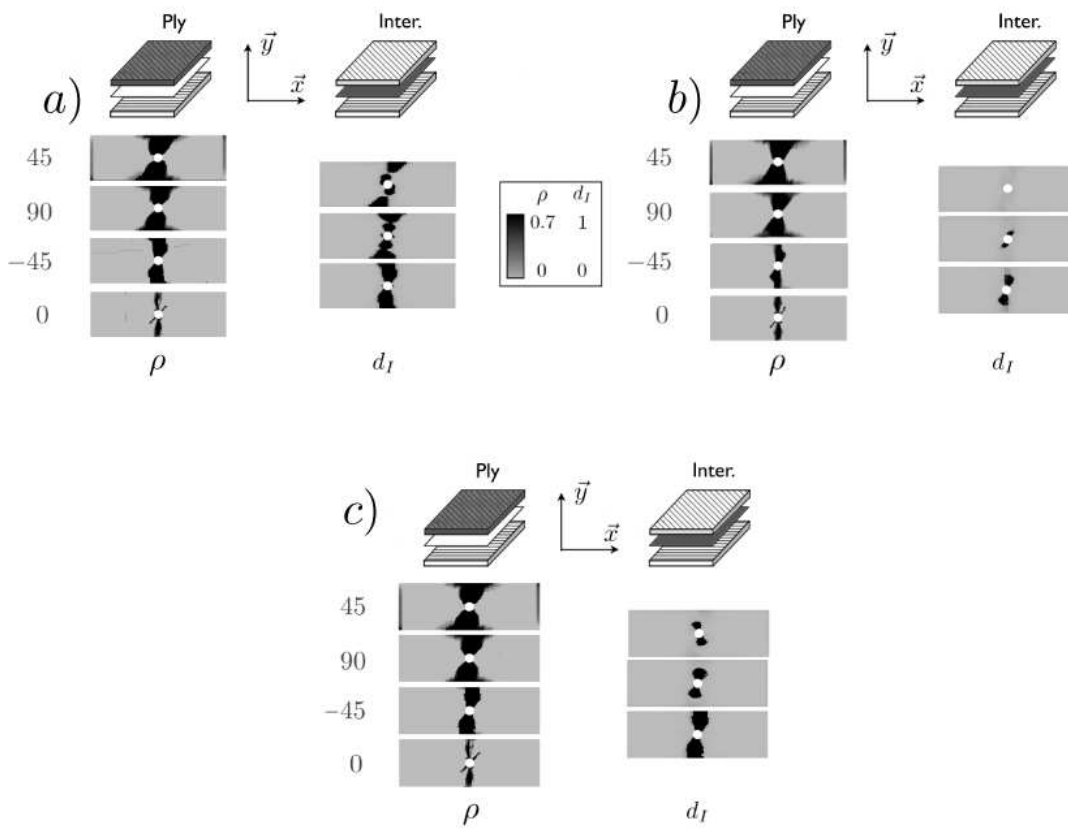 Ply
Inter.
a)
y⃗
x⃗
45
90
−45
0
ρ
d_I
ρ d_I
0.7 1
0 0
Ply
Inter.
b)
y⃗
x⃗
45
90
−45
0
ρ
d_I
Ply
Inter.
c)
y⃗
x⃗
45
90
−45
0
ρ
d_I